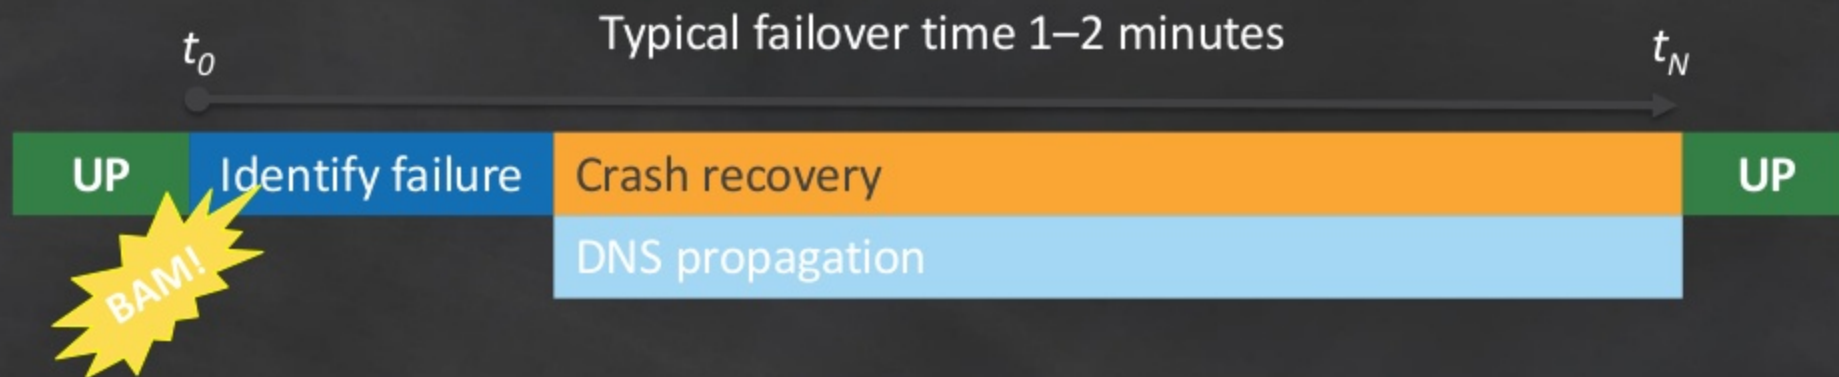 Typical failover time 1–2 minutes
t0
tN
UP
Identify failure
Crash recovery
UP
DNS propagation
BAM!